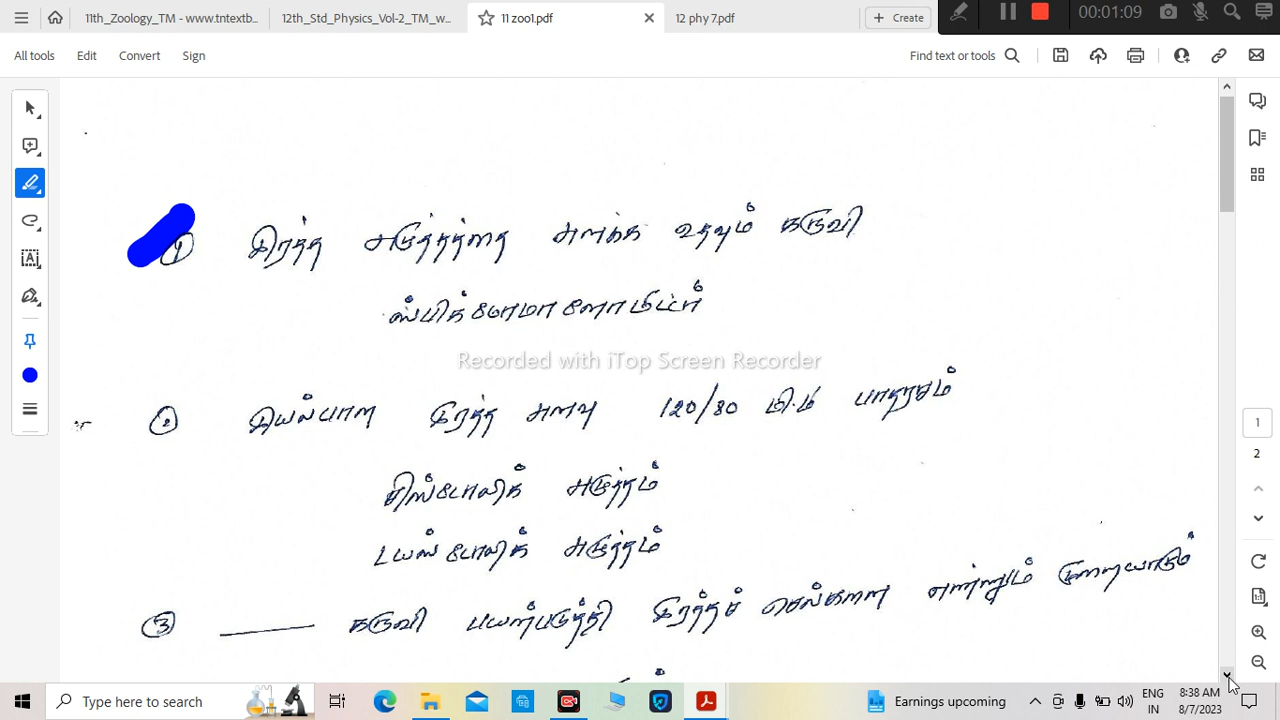 11th_Zoology_TM - www.tntextb... 12th_Std_Physics_Vol-2_TM_w... 11 zoo1.pdf 12 phy 7.pdf Create 00:01:09
All tools Edit Convert Sign Find text or tools
① இரத்த அழுத்தத்தை அளக்க உதவும் கருவி
ஸ்பிக்மோமானோமீட்டர்
Recorded with iTop Screen Recorder
② இயல்பான இரத்த அளவு 120/80 மி.மீ பாதரசம்
சிஸ்டோலிக் அழுத்தம்
டயஸ்டோலிக் அழுத்தம்
③ கருவி பயன்படுத்தி இரத்தச் செல்களை எண்ணும்
1
2
Type here to search Earnings upcoming ENG IN 8:38 AM 8/7/2023